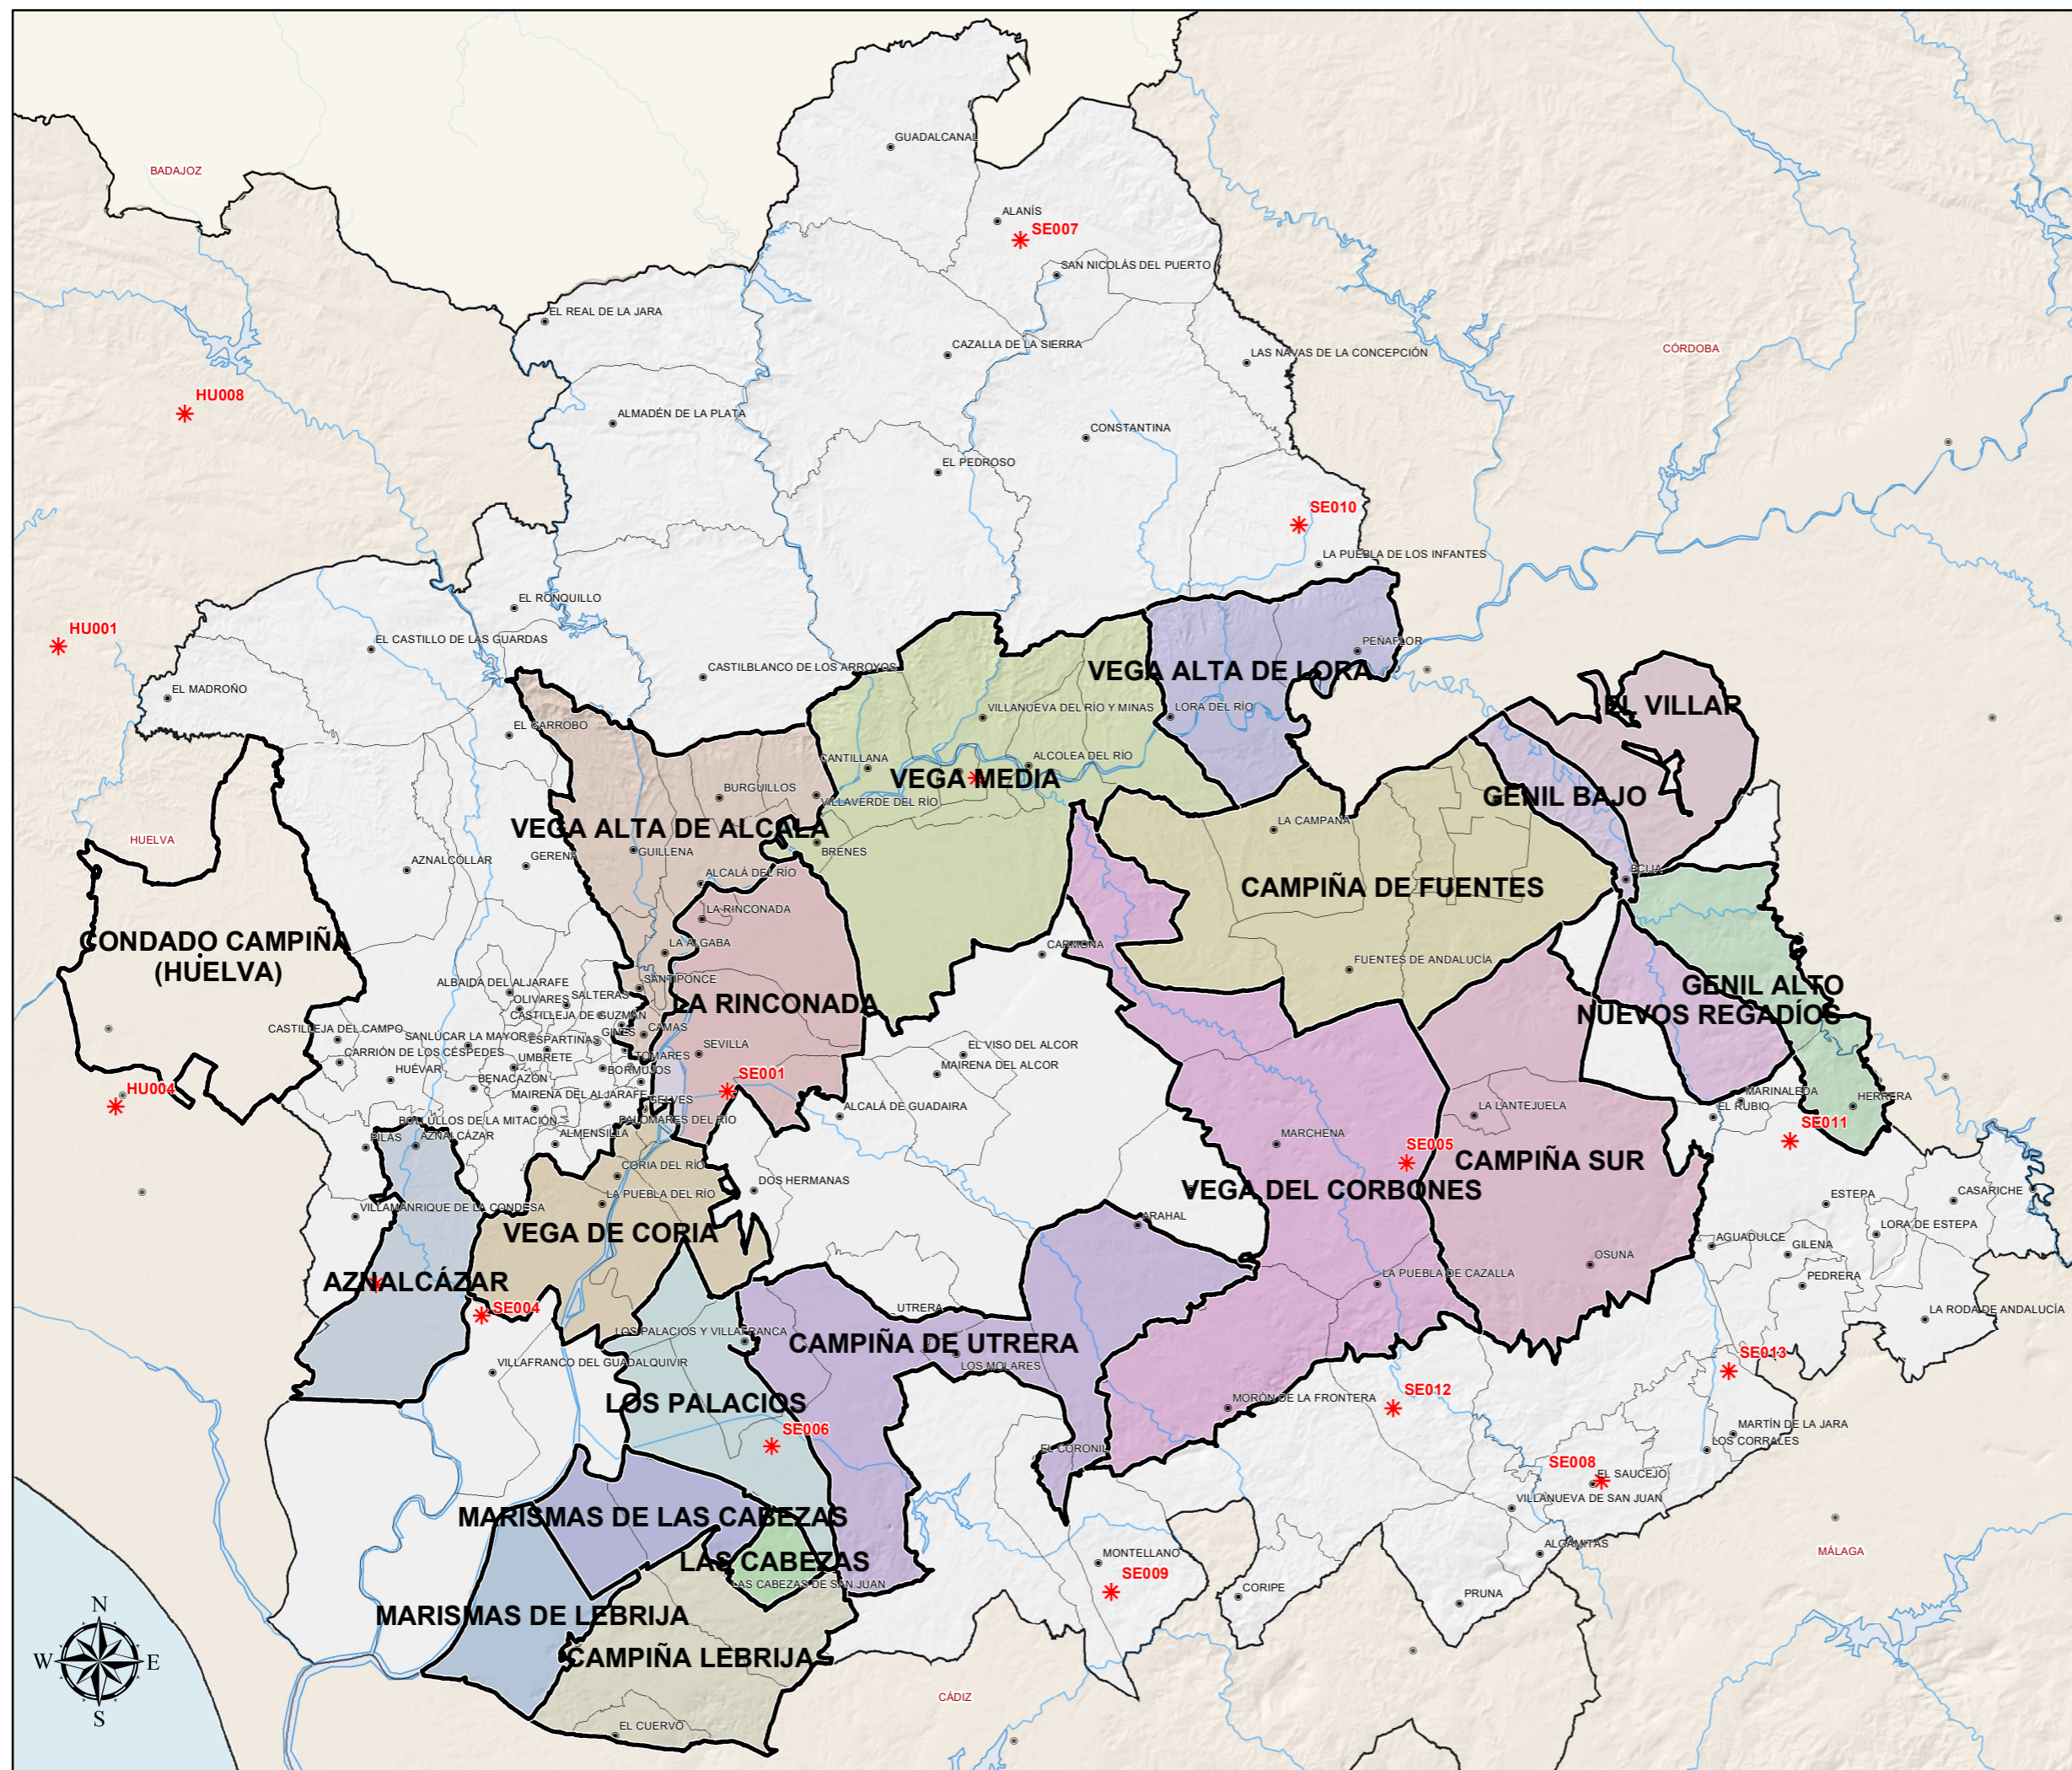 GUADALCANAL
BADAJOZ
ALANÍS
SE007
SAN NICOLÁS DEL PUERTO
EL REAL DE LA JARA
CAZALLA DE LA SIERRA
CÓRDOBA
LAS NAVAS DE LA CONCEPCIÓN
HU008
ALMADÉN DE LA PLATA
CONSTANTINA
EL PEDROSO
SE010
LA PUEBLA DE LOS INFANTES
EL RONQUILLO
HU001
EL CASTILLO DE LAS GUARDAS
PEÑAFLOR
CASTILBLANCO DE LOS ARROYOS
VEGA ALTA DE LORA
EL MADROÑO
EL VILLAR
VILLANUEVA DEL RÍO Y MINAS
LORA DEL RÍO
EL GARROBO
CANTILLANA
ALCOLEA DEL RÍO
VEGA MEDIA
BURGUILLOS
VILLAVERDE DEL RÍO
GENIL BAJO
VEGA ALTA DE ALCALA
LA CAMPANA
HUELVA
BRENES
GUILLENA
GERENA
AZNALCÓLLAR
ÉCIJA
ALCALÁ DEL RÍO
CAMPIÑA DE FUENTES
LA RINCONADA
CONDADO CAMPIÑA
(HUELVA)
LA ALGABA
CARMONA
FUENTES DE ANDALUCÍA
ALBAIDA DEL ALJARAFE
SANTIPONCE
GENIL ALTO
OLIVARES
SALTERAS
LA RINCONADA
CASTILLEJA DE GUZMÁN
NUEVOS REGADÍOS
CASTILLEJA DEL CAMPO
SANLÚCAR LA MAYOR
ESPARTINAS
GINES
CAMAS
CARRIÓN DE LOS CÉSPEDES
UMBRETE
TOMARES
SEVILLA
EL VISO DEL ALCOR
HUÉVAR
BENACAZÓN
BORMUJOS
SE001
MAIRENA DEL ALCOR
HU004
MAIRENA DEL ALJARAFE
GELVES
MARINALEDA
HERRERA
BOLLULLOS DE LA MITACIÓN
PALOMARES DEL RÍO
ALCALÁ DE GUADAIRA
LA LANTEJUELA
EL RUBIO
SE011
PILAS
AZNALCÁZAR
ALMENSILLA
MARCHENA
SE005
CAMPIÑA SUR
CORIA DEL RÍO
DOS HERMANAS
VEGA DEL CORBONES
LA PUEBLA DEL RÍO
VILLAMANRIQUE DE LA CONDESA
ESTEPA
CASARICHE
ARAHAL
VEGA DE CORIA
LORA DE ESTEPA
AGUADULCE
GILENA
OSUNA
AZNALCÁZAR
LA PUEBLA DE CAZALLA
PEDRERA
SE004
UTRERA
LA RODA DE ANDALUCÍA
LOS PALACIOS Y VILLAFRANCA
CAMPIÑA DE UTRERA
VILLAFRANCO DEL GUADALQUIVIR
LOS MOLARES
SE013
LOS PALACIOS
MORÓN DE LA FRONTERA
SE012
SE006
MARTÍN DE LA JARA
LOS CORRALES
EL CORONIL
SE008
EL SAUCEJO
VILLANUEVA DE SAN JUAN
MARISMAS DE LAS CABEZAS
MÁLAGA
ALGÁMITAS
LAS CABEZAS
MONTELLANO
SE009
LAS CABEZAS DE SAN JUAN
CORIPE
PRUNA
MARISMAS DE LEBRIJA
CAMPIÑA LEBRIJA
CÁDIZ
EL CUERVO
N
W
E
S